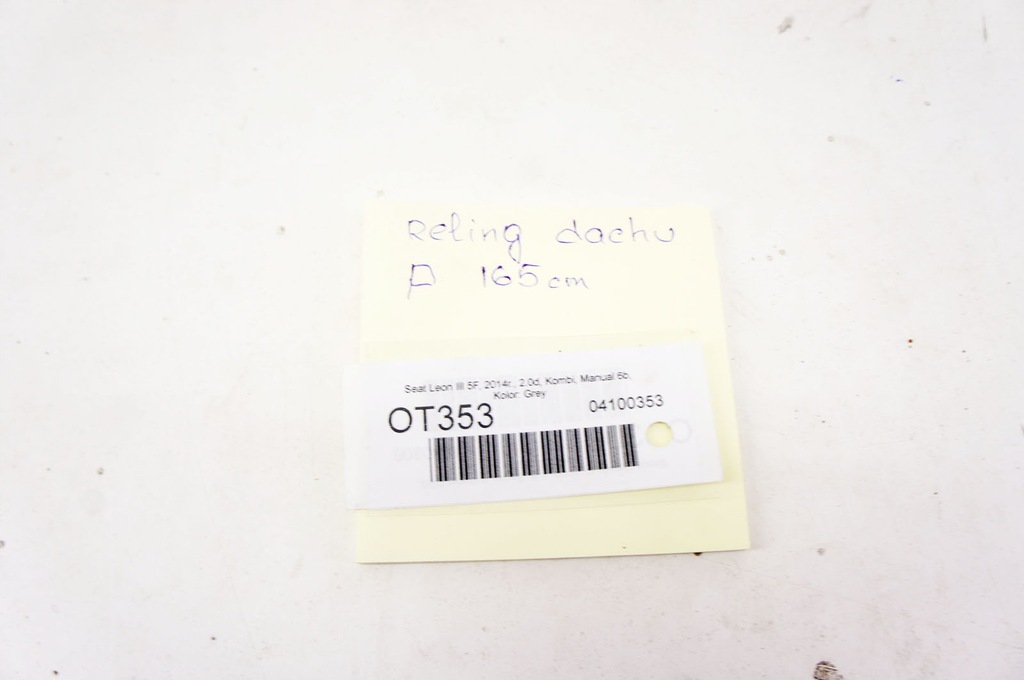 Reling dachu
P 165cm
Seat Leon III 5F, 2014r., 2.0d, Kombi, Manual 6b.
Kolor: Grey
OT353
04100353